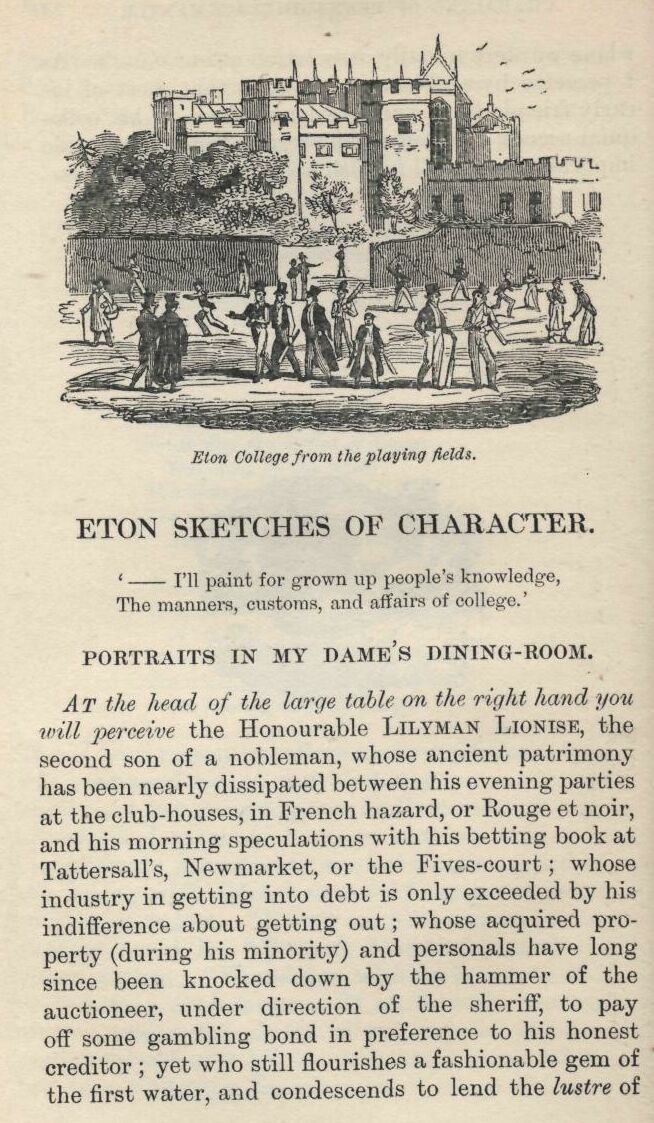 Eton College from the playing fields.
ETON SKETCHES OF CHARACTER.
‘ —— I'll paint for grown up people's knowledge,
The manners, customs, and affairs of college.’
PORTRAITS IN MY DAME'S DINING-ROOM.
AT the head of the large table on the right hand you
will perceive the Honourable LILYMAN LIONISE, the
second son of a nobleman, whose ancient patrimony
has been nearly dissipated between his evening parties
at the club-houses, in French hazard, or Rouge et noir,
and his morning speculations with his betting book at
Tattersall's, Newmarket, or the Fives-court ; whose
industry in getting into debt is only exceeded by his
indifference about getting out ; whose acquired pro-
perty (during his minority) and personals have long
since been knocked down by the hammer of the
auctioneer, under direction of the sheriff, to pay
off some gambling bond in preference to his honest
creditor ; yet who still flourishes a fashionable gem of
the first water, and condescends to lend the lustre of